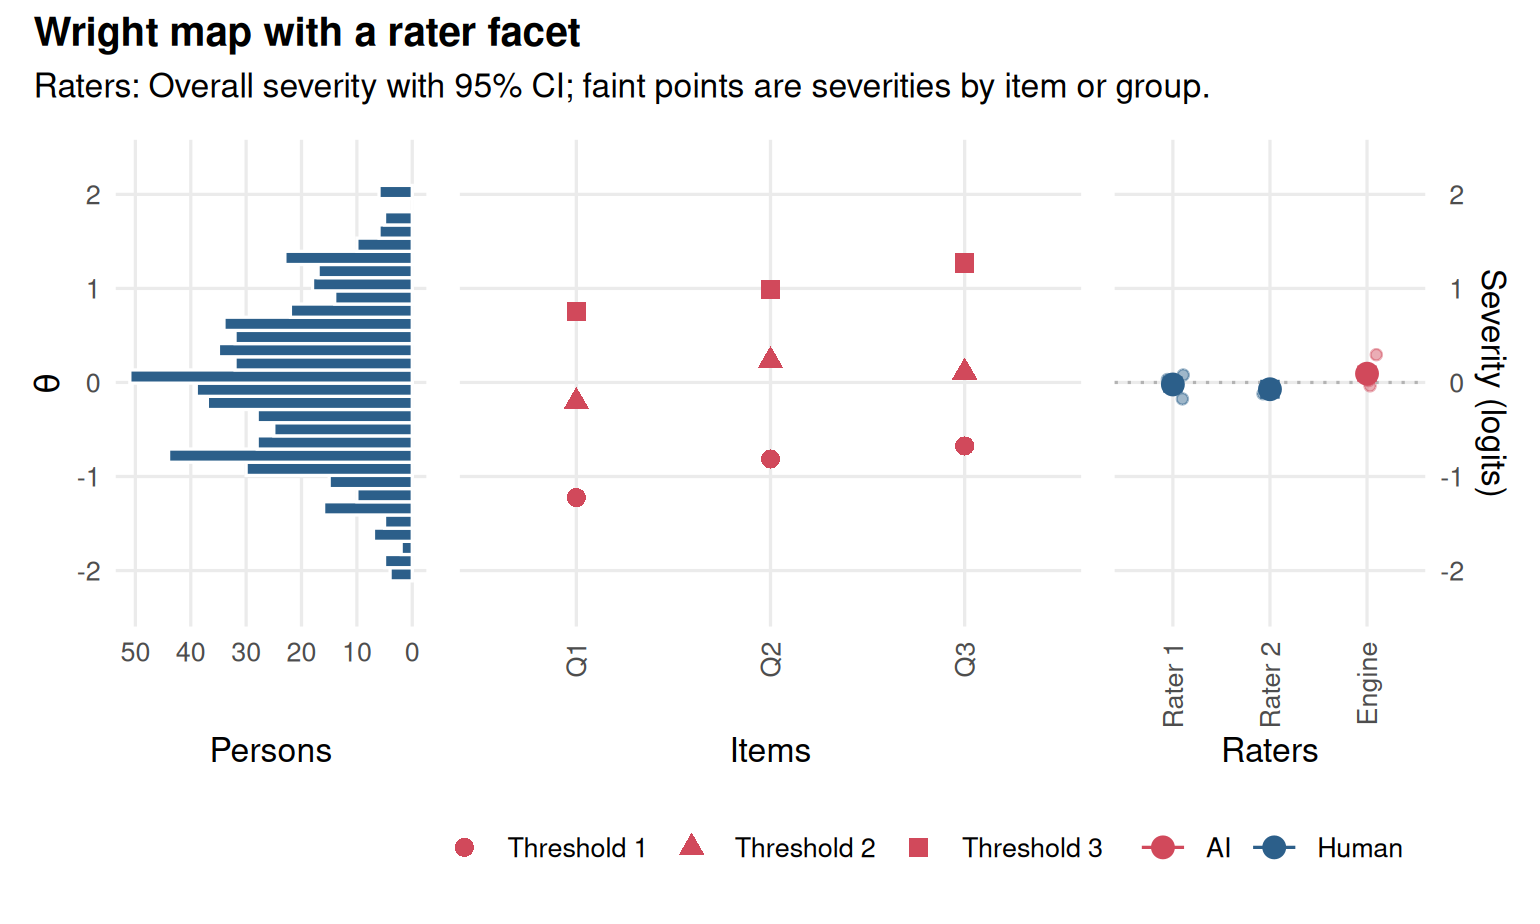 Wright map with a rater facet
Raters: Overall severity with 95% CI; faint points are severities by item or group.
θ
2
1
0
-1
-2
50 40 30 20 10 0
Persons
Q1 Q2 Q3
Items
Rater 1 Rater 2 Engine
Raters
2
1
0
-1
-2
Severity (logits)
Threshold 1 Threshold 2 Threshold 3 AI Human